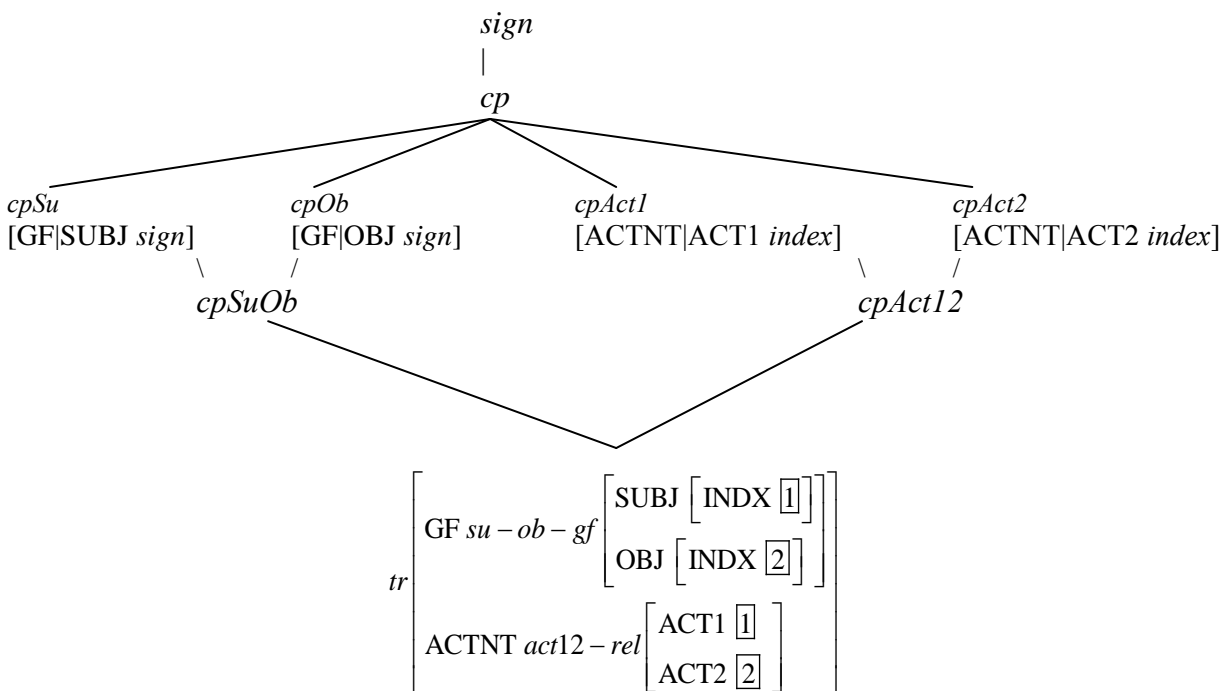 sign
cp
cpSu cpOb cpAct1 cpAct2
[GF|SUBJ sign] [GF|OBJ sign] [ACTNT|ACT1 index] [ACTNT|ACT2 index]
cpSuOb cpAct12
SUBJ [INDX 1]
GF su – ob – gf
OBJ [INDX 2]
tr
ACT1 1
ACTNT act12 – rel
ACT2 2